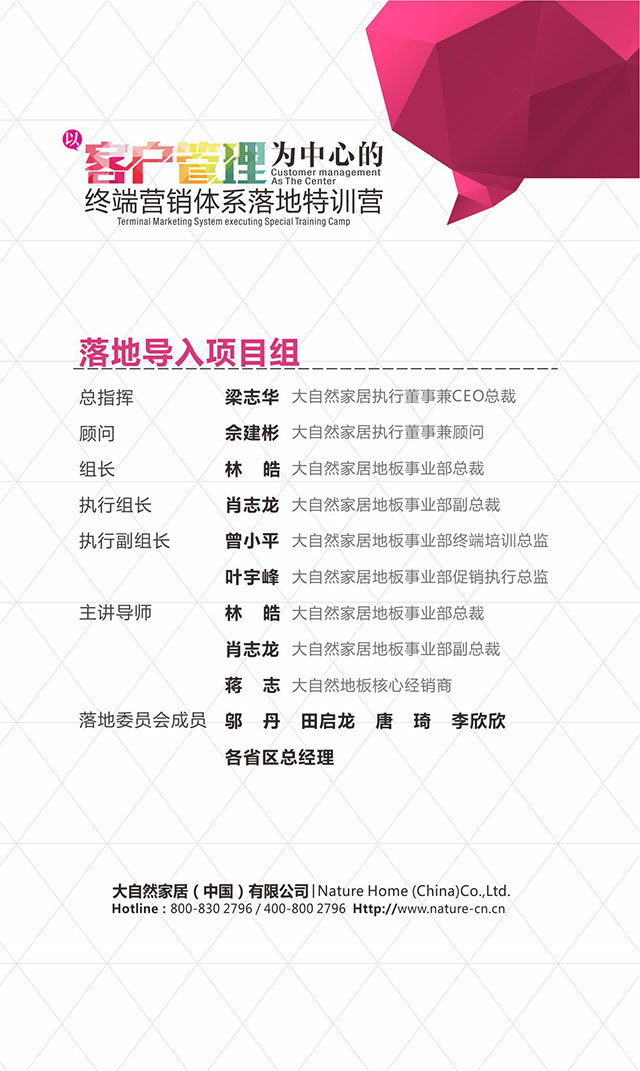 以客户管理为中心的
Customer management
As The Center
终端营销体系落地特训营
Terminal Marketing System executing Special Training Camp
落地导入项目组
总指挥 梁志华 大自然家居执行董事兼CEO总裁
顾问 佘建彬 大自然家居执行董事兼顾问
组长 林 皓 大自然家居地板事业部总裁
执行组长 肖志龙 大自然家居地板事业部副总裁
执行副组长 曾小平 大自然家居地板事业部终端培训总监
叶宇峰 大自然家居地板事业部促销执行总监
主讲导师 林 皓 大自然家居地板事业部总裁
肖志龙 大自然家居地板事业部副总裁
蒋 志 大自然地板核心经销商
落地委员会成员 邬 丹 田启龙 唐 琦 李欣欣
各省区总经理
大自然家居（中国）有限公司|Nature Home (China)Co.,Ltd.
Hotline：800-830 2796 / 400-800 2796 Http://www.nature-cn.cn